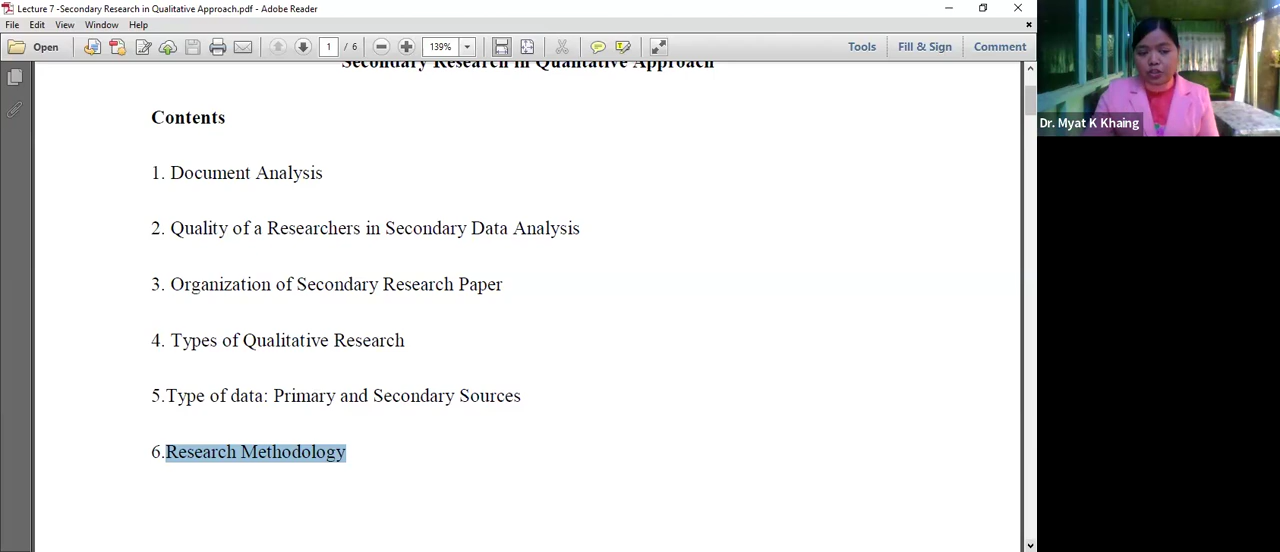 Lecture 7 -Secondary Research in Qualitative Approach.pdf - Adobe Reader
File Edit View Window Help
Open 1 / 6 139% Tools Fill & Sign Comment
Secondary Research in Qualitative Approach
Dr. Myat K Khaing
Contents
1. Document Analysis
2. Quality of a Researchers in Secondary Data Analysis
3. Organization of Secondary Research Paper
4. Types of Qualitative Research
5.Type of data: Primary and Secondary Sources
6.Research Methodology